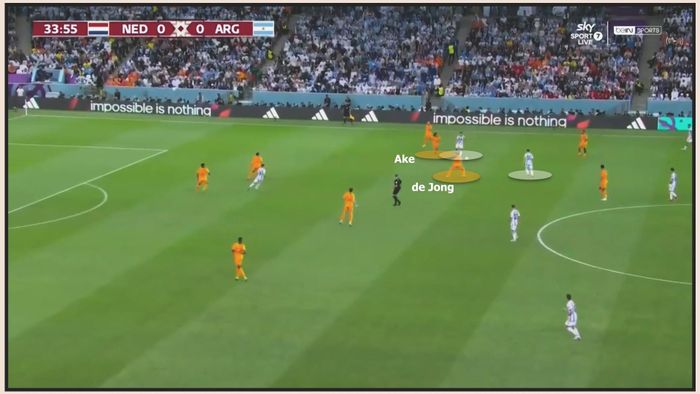 33:55 NED 0 0 ARG
sky
SPORT 7
LIVE
beIN SPORTS
impossible is nothing
impossible is nothing
Ake
de Jong